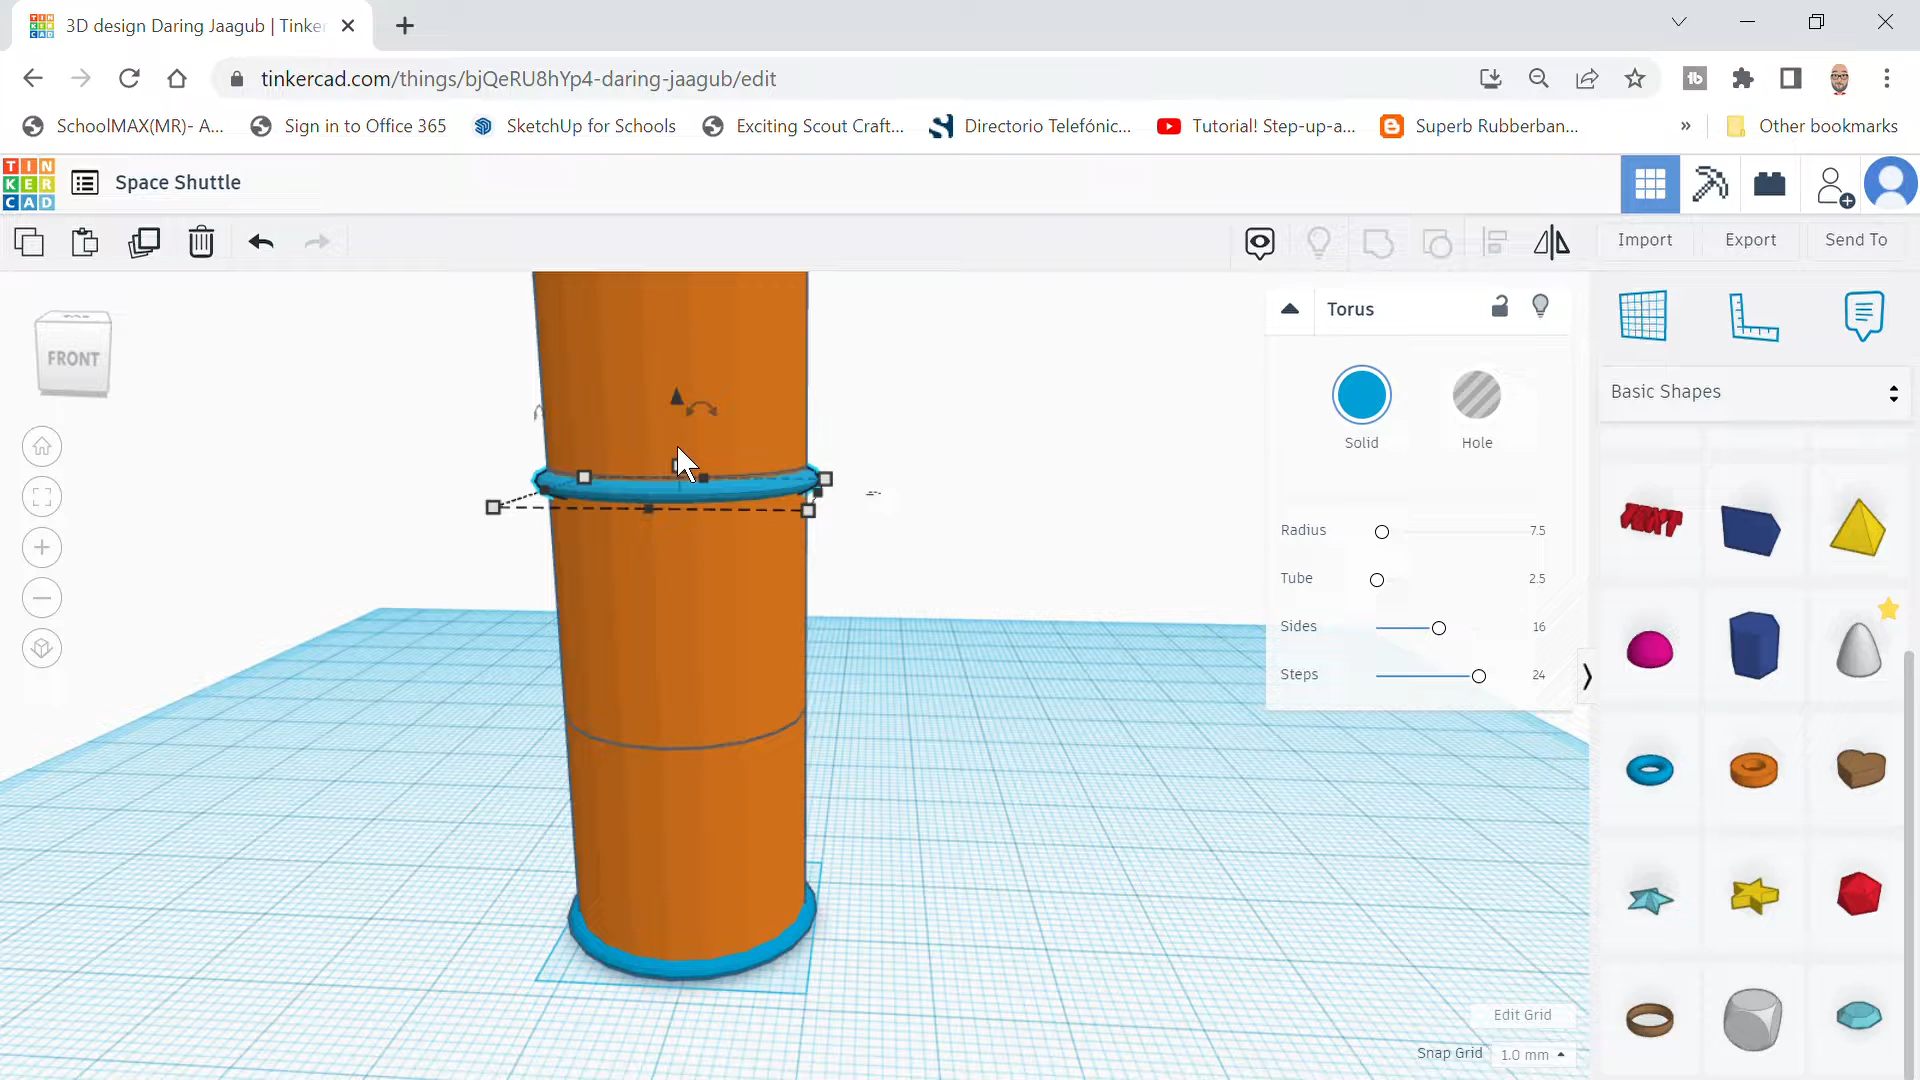 3D design Daring Jaagub | Tinker
tinkercad.com/things/bjQeRU8hYp4-daring-jaagub/edit
SchoolMAX(MR)- A... Sign in to Office 365 SketchUp for Schools Exciting Scout Craft... Directorio Telefónic... Tutorial! Step-up-a... Superb Rubberban... » Other bookmarks
TIN
KER
CAD
Space Shuttle
Import Export Send To
FRONT
Torus
Solid Hole
Radius 7.5
Tube 2.5
Sides 16
Steps 24
Basic Shapes
TEXT
Edit Grid
Snap Grid 1.0 mm